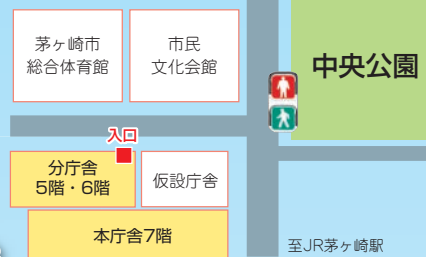 茅ヶ崎市
総合体育館
市民
文化会館
中央公園
入口
分庁舎
5階・6階
仮設庁舎
本庁舎7階
至JR茅ヶ崎駅